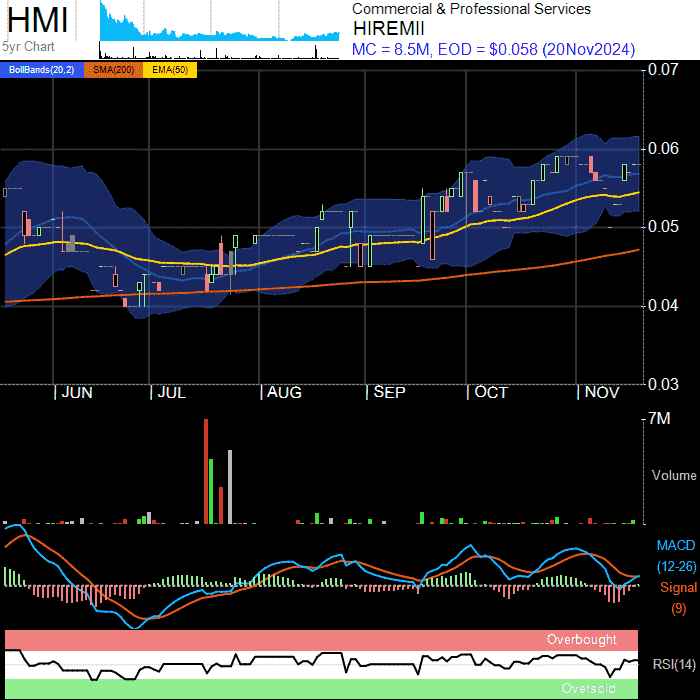 HMI
5yr Chart
Commercial & Professional Services
HIREMII
MC = 8.5M, EOD = $0.058 (20Nov2024)
BollBands(20,2) SMA(200) EMA(50)
0.07
0.06
0.05
0.04
0.03
JUN JUL AUG SEP OCT NOV
7M
Volume
MACD
(12-26)
Signal
(9)
Overbought
RSI(14)
Oversold